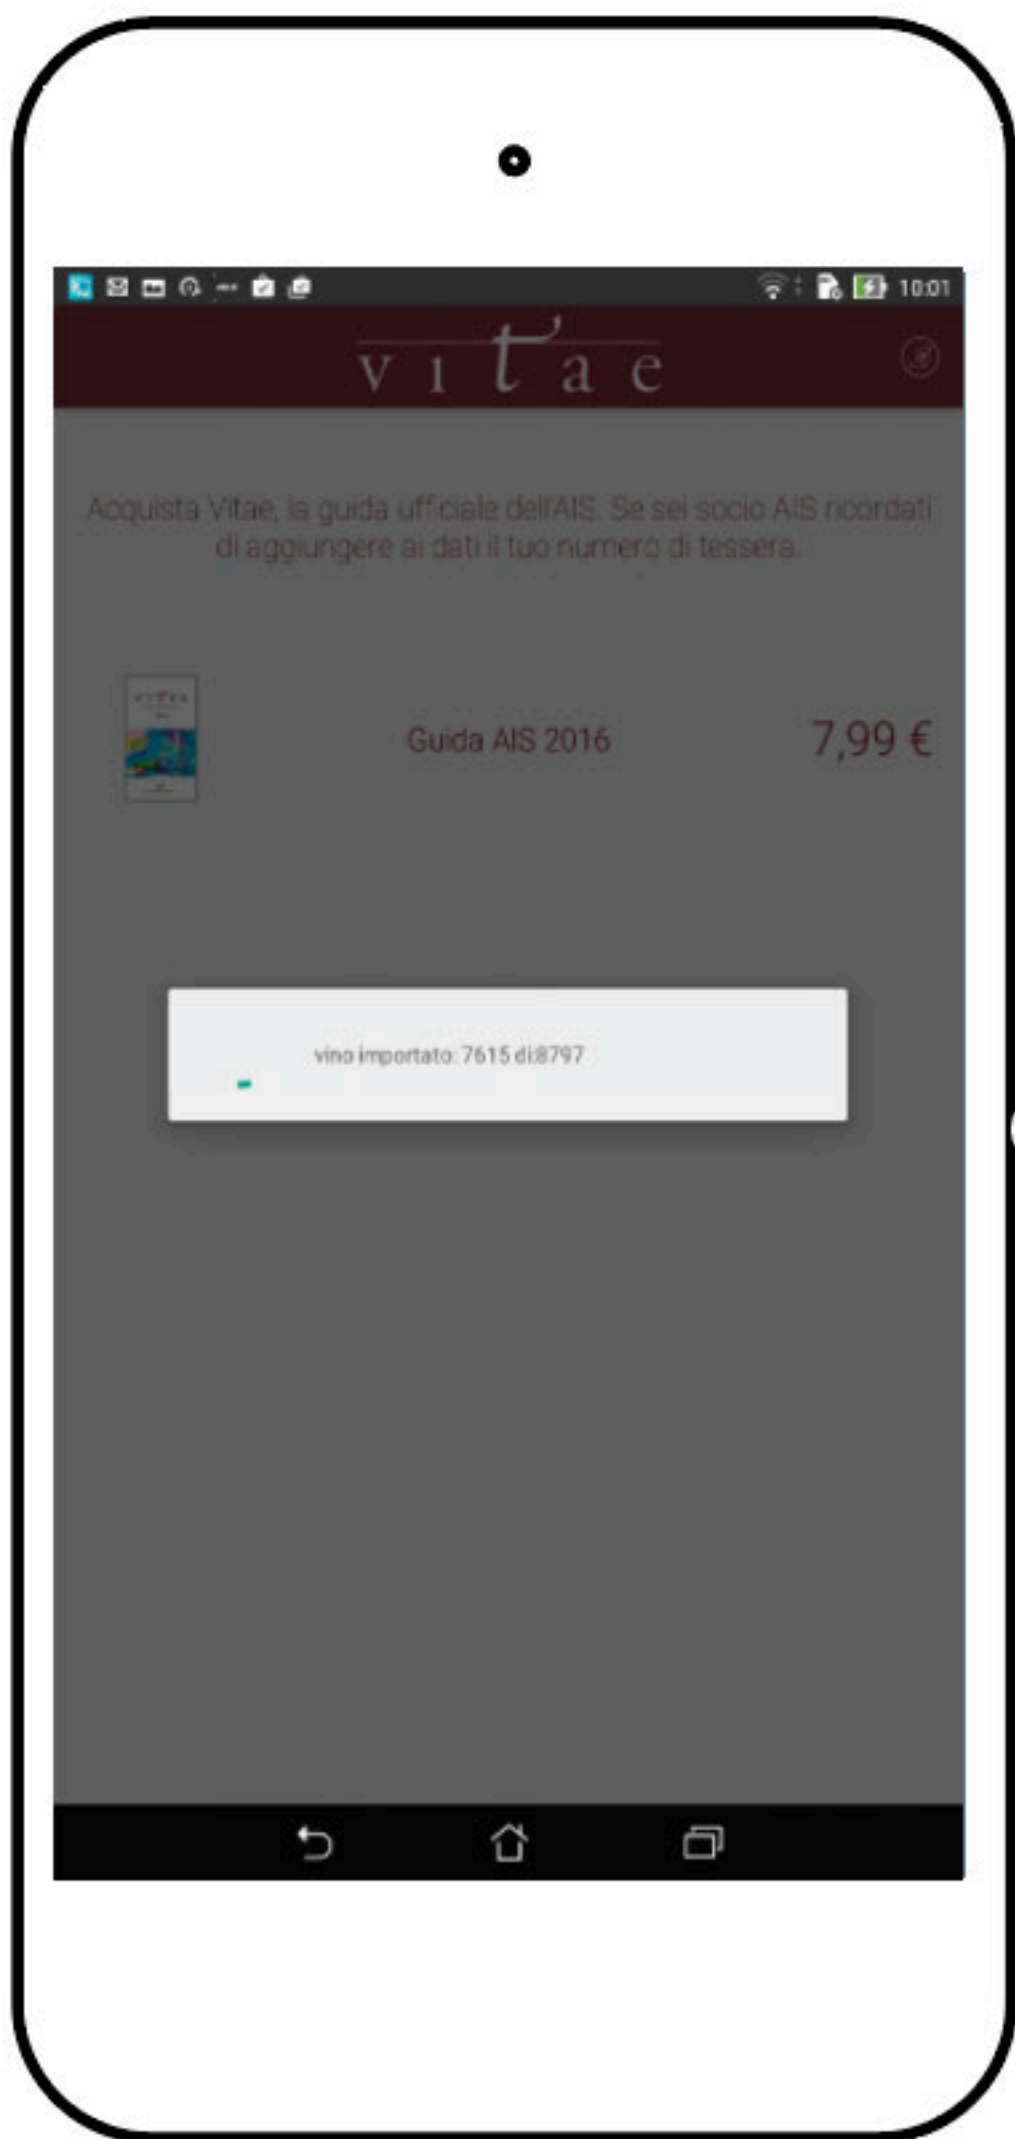 10:01
vitae
Acquista Vitae, la guida ufficiale dell'AIS. Se sei socio AIS ricordati
di aggiungere ai dati il tuo numero di tessera.
Guida AIS 2016
7,99 €
vino importato: 7615 di:8797